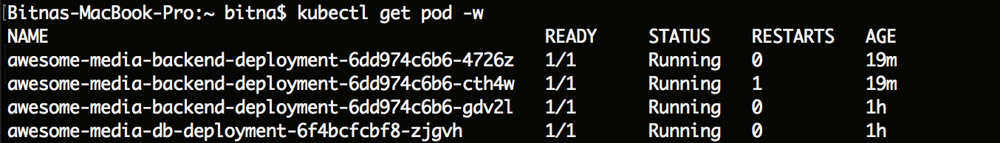 Bitnas-MacBook-Pro:~ bitna$ kubectl get pod -w
NAME READY STATUS RESTARTS AGE
awesome-media-backend-deployment-6dd974c6b6-4726z 1/1 Running 0 19m
awesome-media-backend-deployment-6dd974c6b6-cth4w 1/1 Running 1 19m
awesome-media-backend-deployment-6dd974c6b6-gdv2l 1/1 Running 0 1h
awesome-media-db-deployment-6f4bcfcbf8-zjgvh 1/1 Running 0 1h